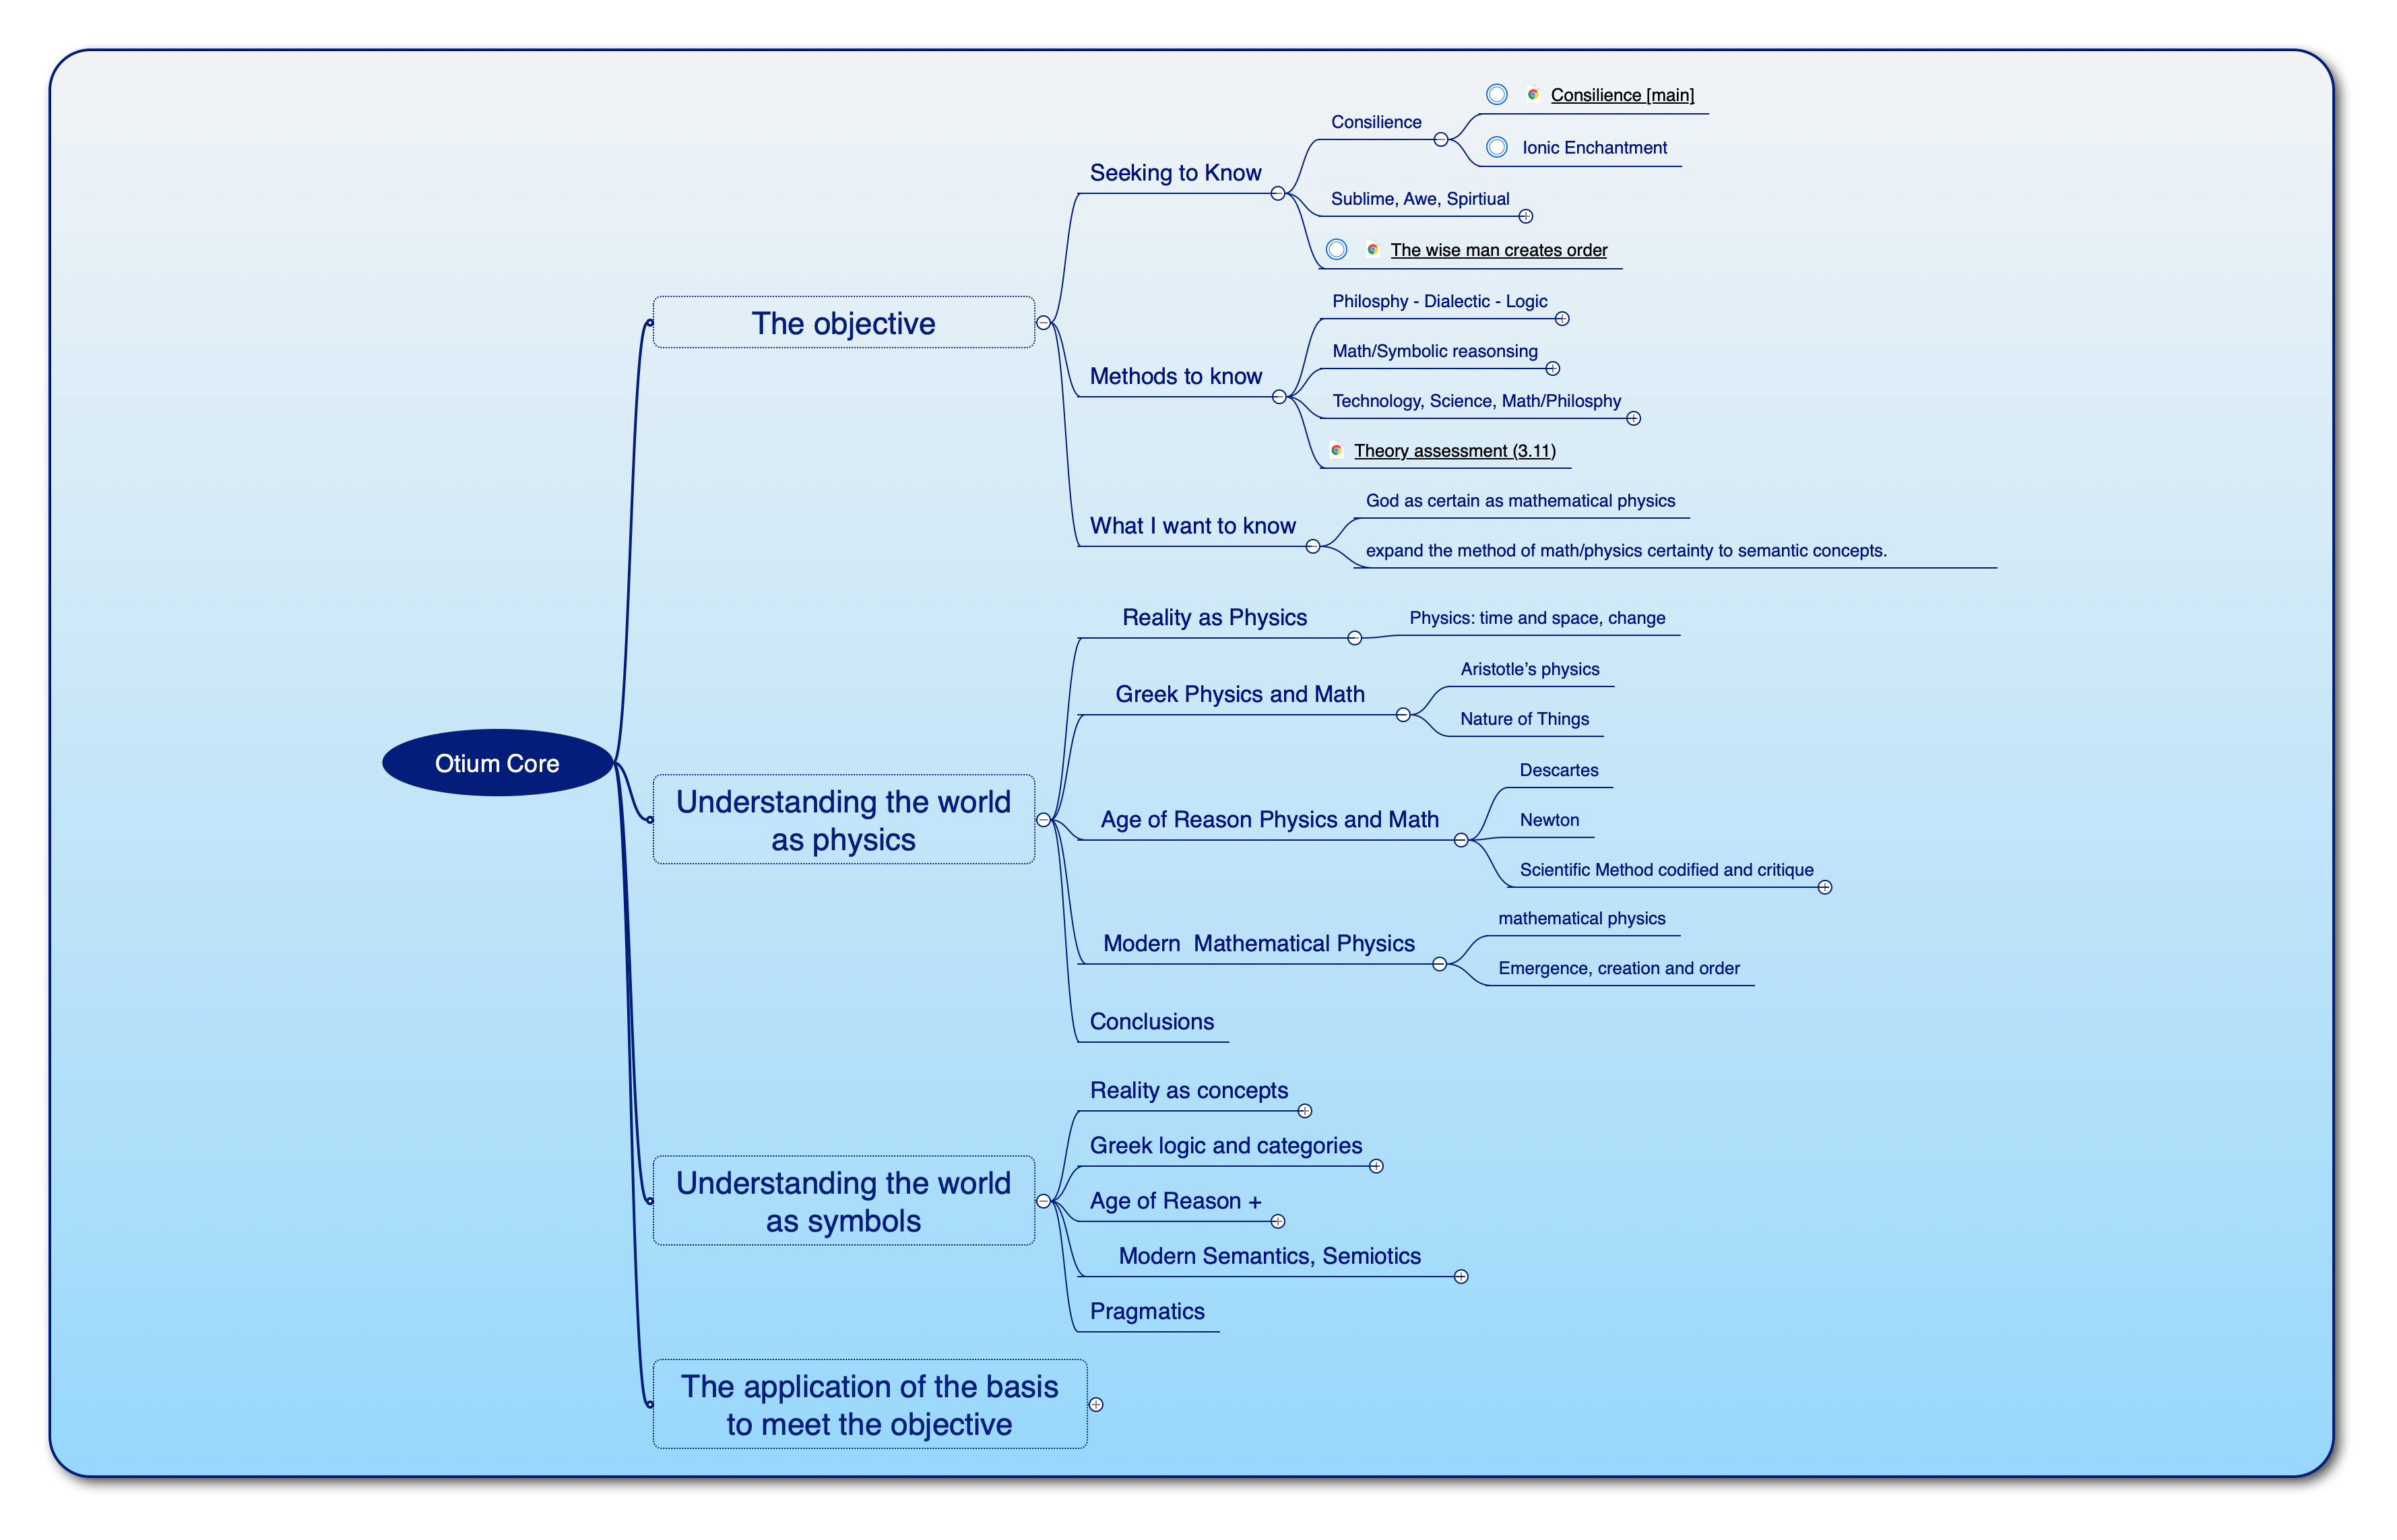 Otium Core
The objective
Seeking to Know
Consilience
Consilience [main]
Ionic Enchantment
Sublime, Awe, Spirtiual
The wise man creates order
Methods to know
Philosphy - Dialectic - Logic
Math/Symbolic reasonsing
Technology, Science, Math/Philosphy
Theory assessment (3.11)
What I want to know
God as certain as mathematical physics
expand the method of math/physics certainty to semantic concepts.
Understanding the world
as physics
Reality as Physics
Physics: time and space, change
Greek Physics and Math
Aristotle’s physics
Nature of Things
Age of Reason Physics and Math
Descartes
Newton
Scientific Method codified and critique
Modern  Mathematical Physics
mathematical physics
Emergence, creation and order
Conclusions
Understanding the world
as symbols
Reality as concepts
Greek logic and categories
Age of Reason +
Modern Semantics, Semiotics
Pragmatics
The application of the basis
to meet the objective